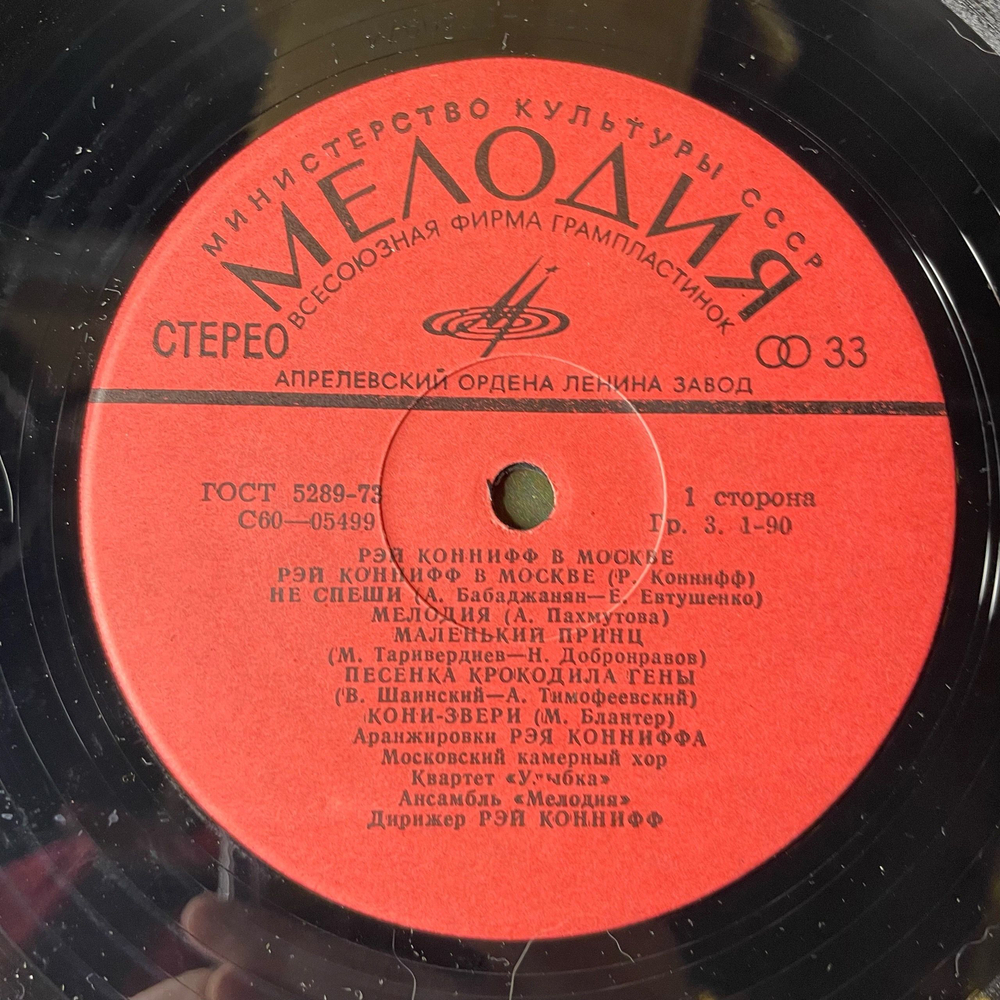 МИНИСТЕРСТВО КУЛЬТУРЫ СССР
МЕЛОДИЯ
ВСЕСОЮЗНАЯ ФИРМА ГРАМПЛАСТИНОК
СТЕРЕО
33
АПРЕЛЕВСКИЙ ОРДЕНА ЛЕНИНА ЗАВОД
ГОСТ 5289-73
1 сторона
С60—05499
Гр. 3. 1-90
РЭЙ КОННИФФ В МОСКВЕ
РЭЙ КОННИФФ В МОСКВЕ (Р. Коннифф)
НЕ СПЕШИ (А. Бабаджанян—Е. Евтушенко)
МЕЛОДИЯ (А. Пахмутова)
МАЛЕНЬКИЙ ПРИНЦ
(М. Таривердиев—Н. Добронравов)
ПЕСЕНКА КРОКОДИЛА ГЕНЫ
(В. Шаинский—А. Тимофеевский)
КОНИ-ЗВЕРИ (М. Блантер)
Аранжировки РЭЯ КОННИФФА
Московский камерный хор
Квартет «Улыбка»
Ансамбль «Мелодия»
Дирижер РЭЙ КОННИФФ